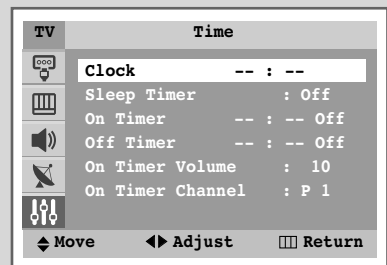 TV Time
Clock -- : --
Sleep Timer : Off
On Timer -- : -- Off
Off Timer -- : -- Off
On Timer Volume : 10
On Timer Channel : P 1
Move Adjust Return